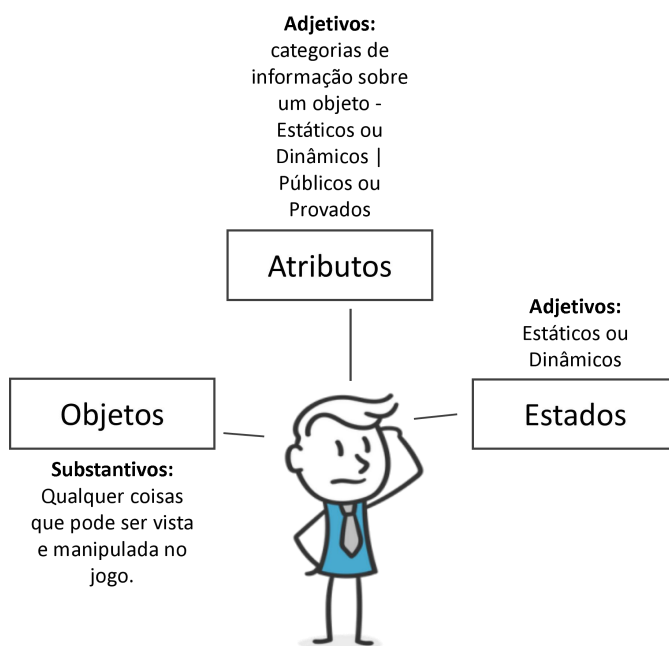 Adjetivos:
categorias de
informação sobre
um objeto -
Estáticos ou
Dinâmicos |
Públicos ou
Provados
Atributos
Adjetivos:
Estáticos ou
Dinâmicos
Estados
Objetos
Substantivos:
Qualquer coisas
que pode ser vista
e manipulada no
jogo.